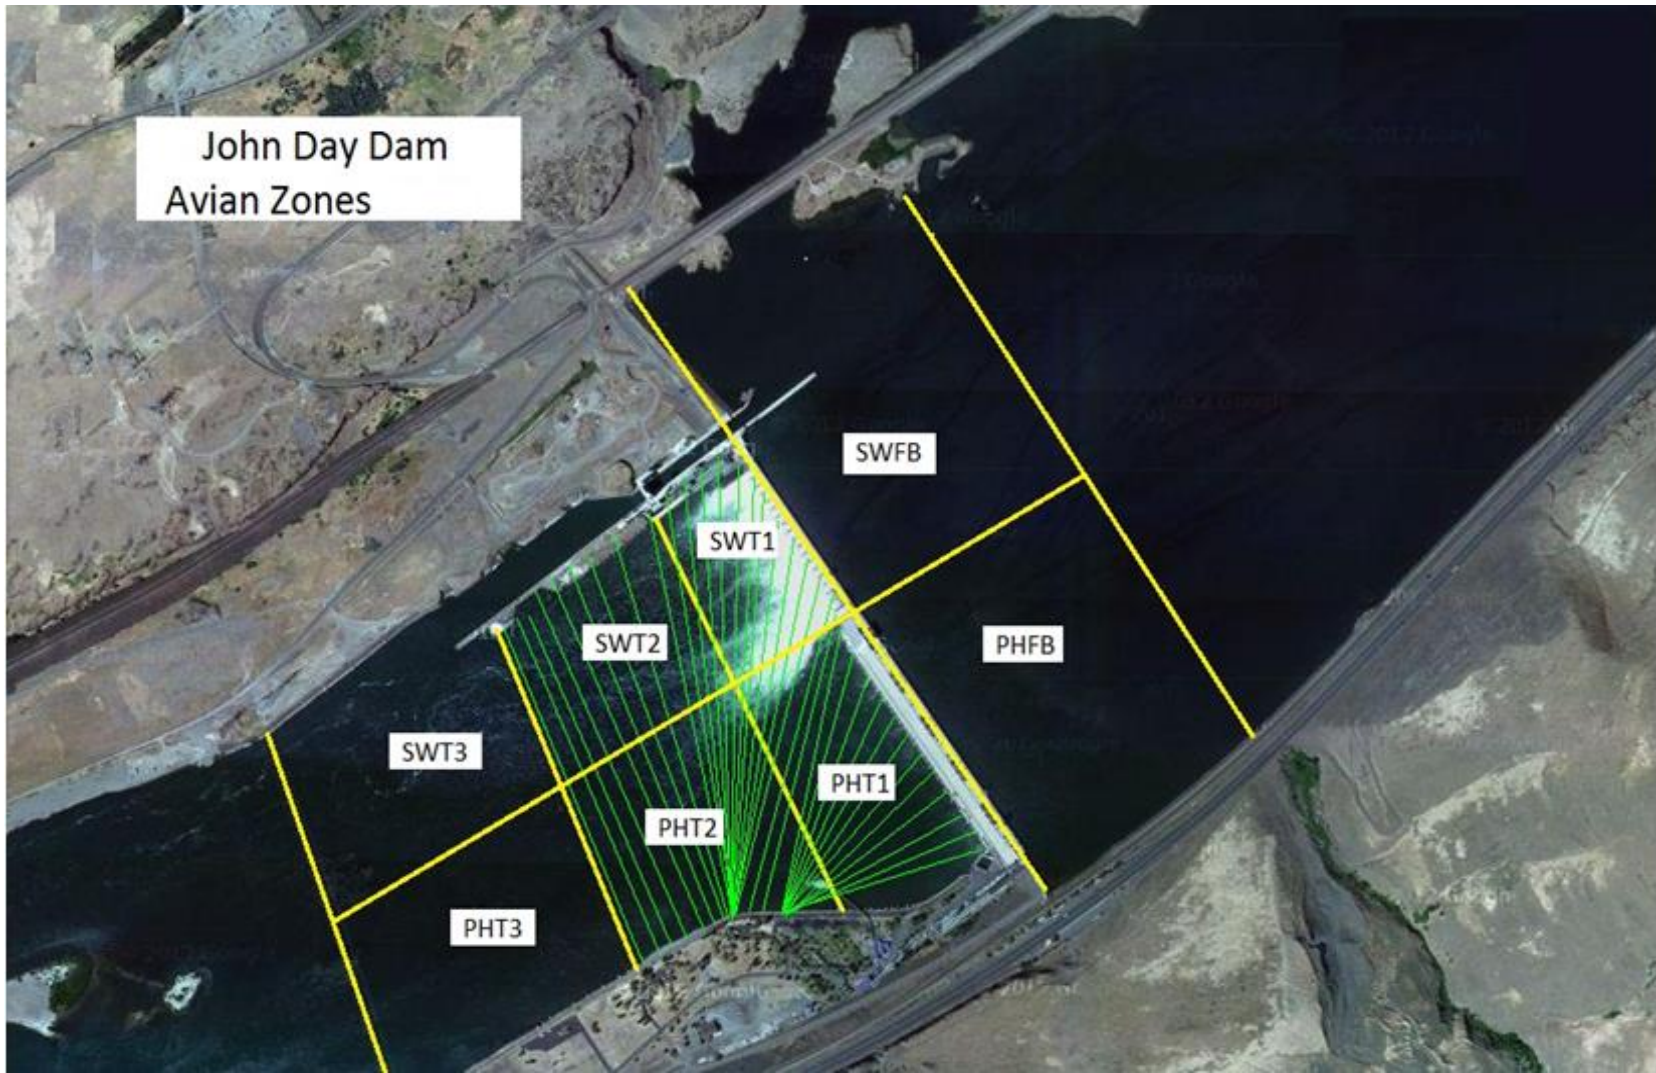 John Day Dam
Avian Zones
SWFB
SWT1
SWT2
PHFB
SWT3
PHT1
PHT2
PHT3